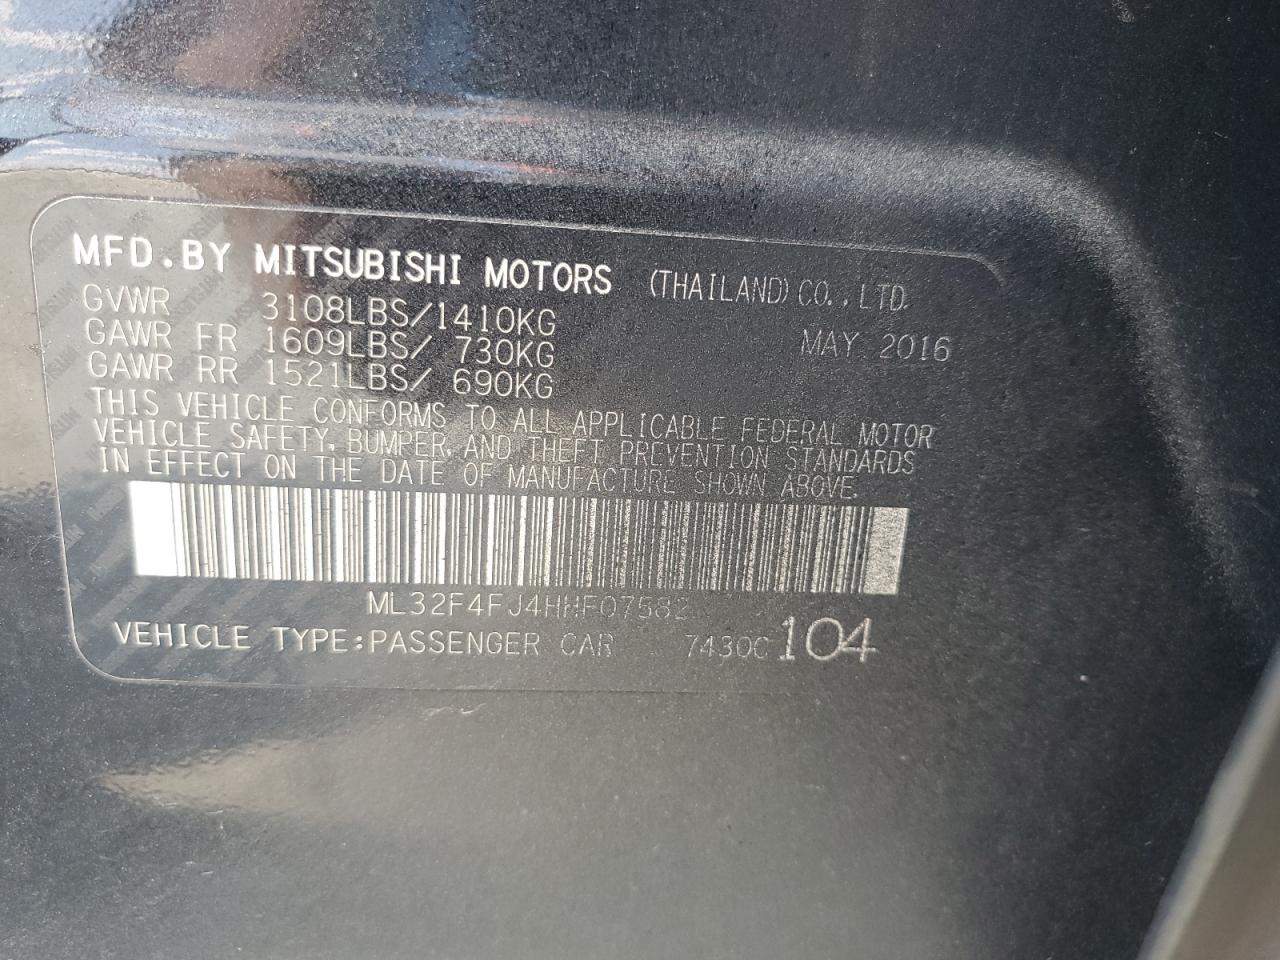 MFD.BY MITSUBISHI MOTORS (THAILAND) CO.,LTD.
GVWR 3108LBS/1410KG MAY 2016
GAWR FR 1609LBS/ 730KG
GAWR RR 1521LBS/ 690KG
THIS VEHICLE CONFORMS TO ALL APPLICABLE FEDERAL MOTOR
VEHICLE SAFETY, BUMPER, AND THEFT PREVENTION STANDARDS
IN EFFECT ON THE DATE OF MANUFACTURE SHOWN ABOVE.
ML32F4FJ4HHF07582
VEHICLE TYPE:PASSENGER CAR 7430C 104